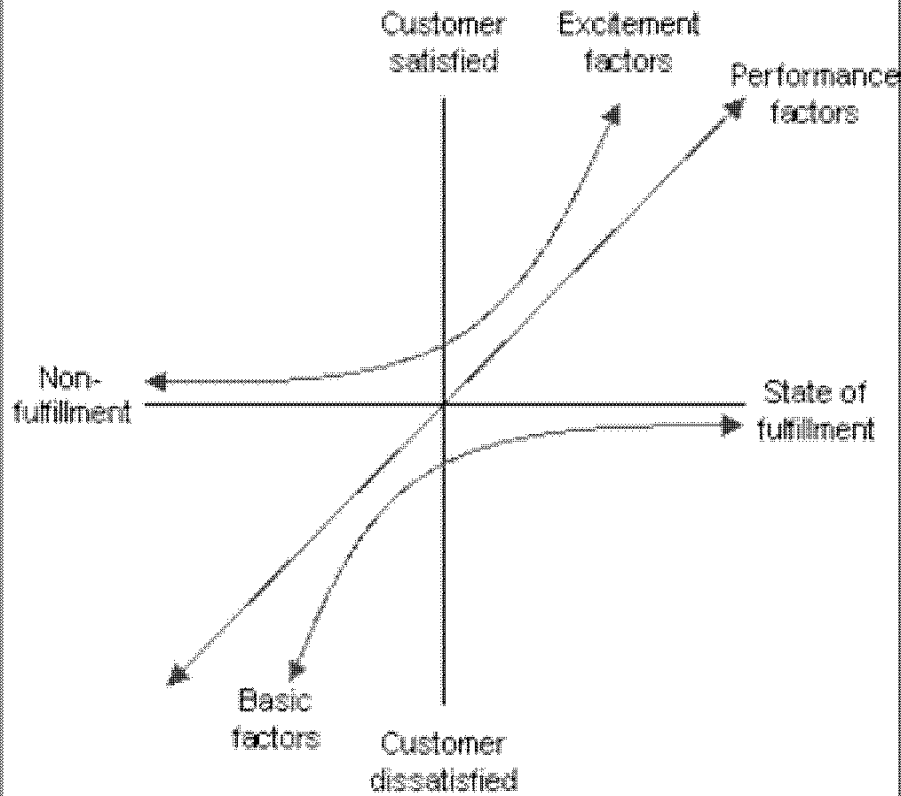 Customer
satisfied
Excitement
factors
Performance
factors
Non-
fulfillment
State of
fulfillment
Basic
factors
Customer
dissatisfied